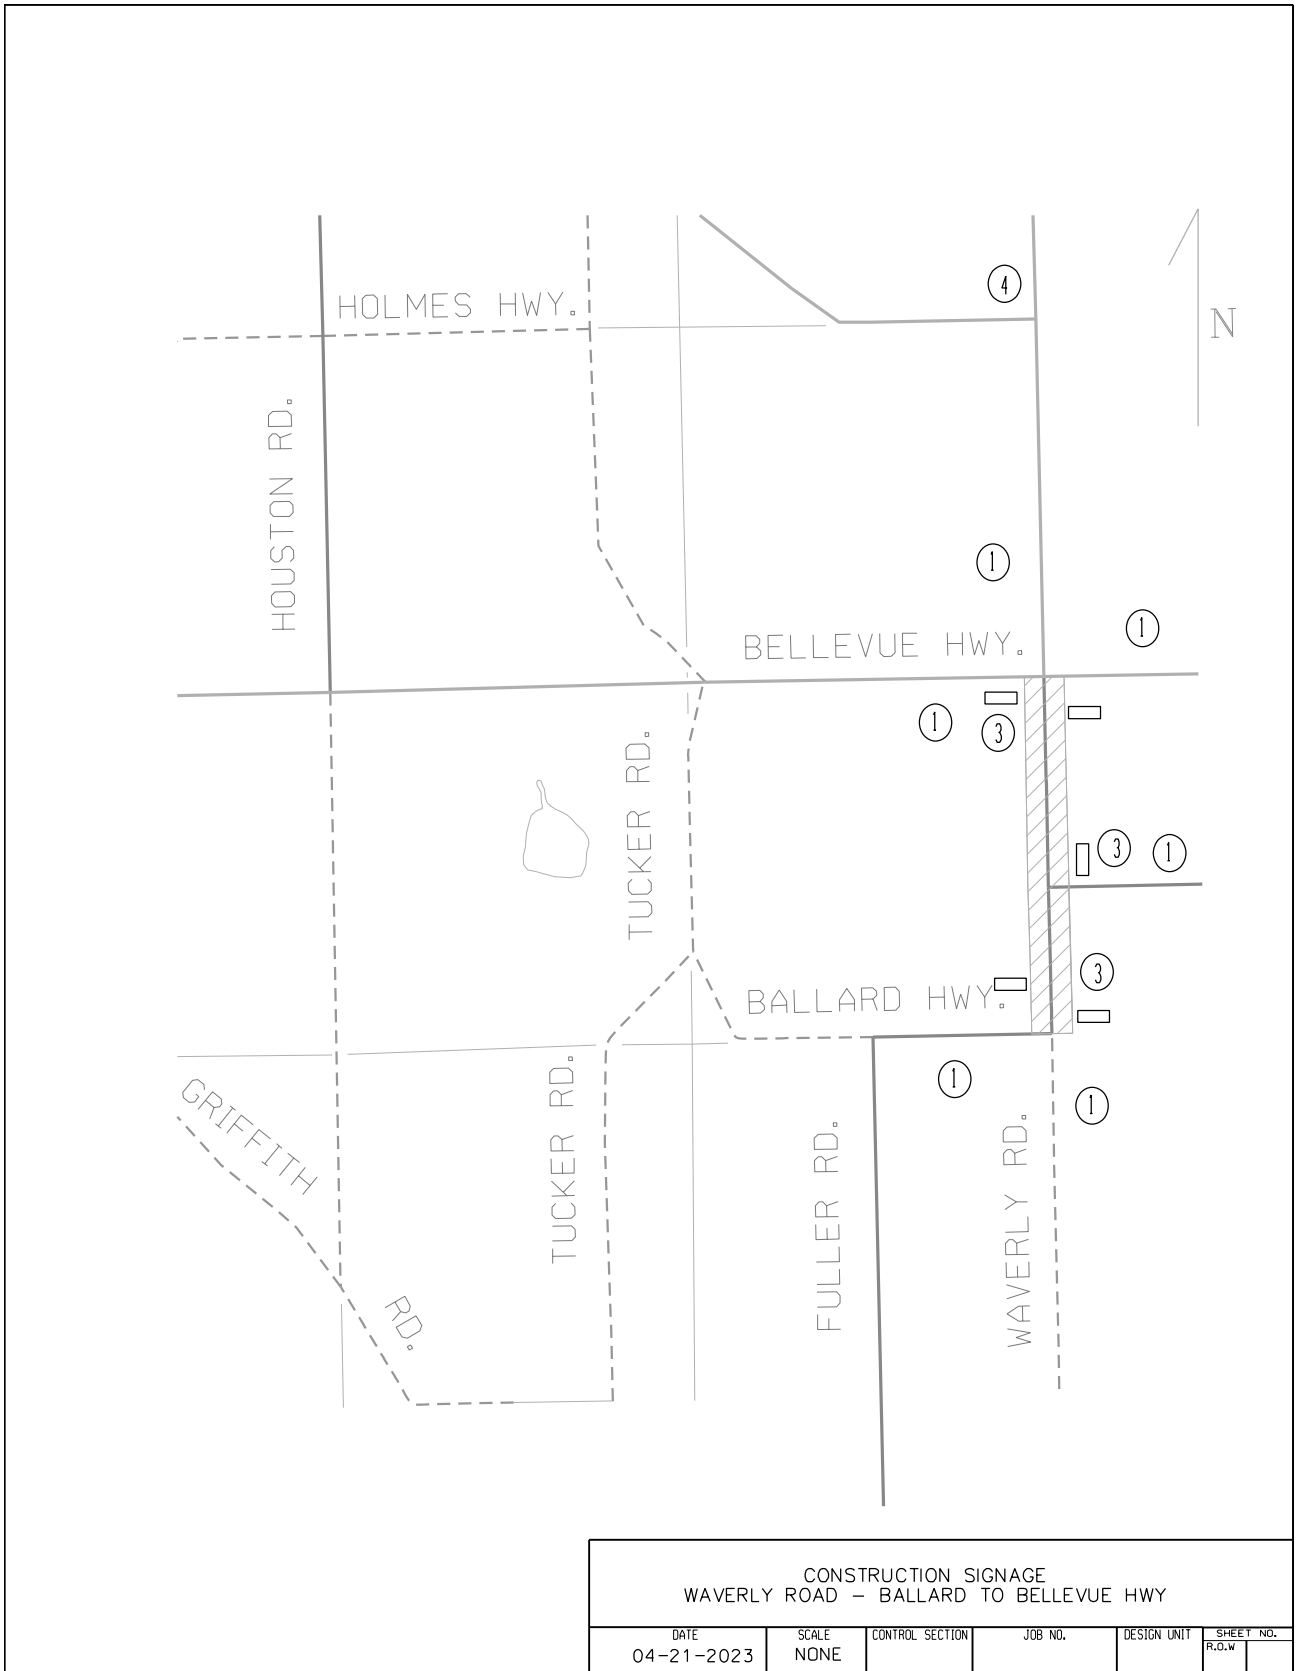 4
HOLMES HWY.
N
HOUSTON RD.
1
1
BELLEVUE HWY.
1
3
TUCKER RD.
3
1
3
BALLARD HWY.
1
1
GRIFFITH
RD.
TUCKER RD.
FULLER RD.
WAVERLY RD.
CONSTRUCTION SIGNAGE
WAVERLY ROAD – BALLARD TO BELLEVUE HWY
DATE
04-21-2023
SCALE
NONE
CONTROL SECTION
JOB NO.
DESIGN UNIT
SHEET NO.
R.O.W